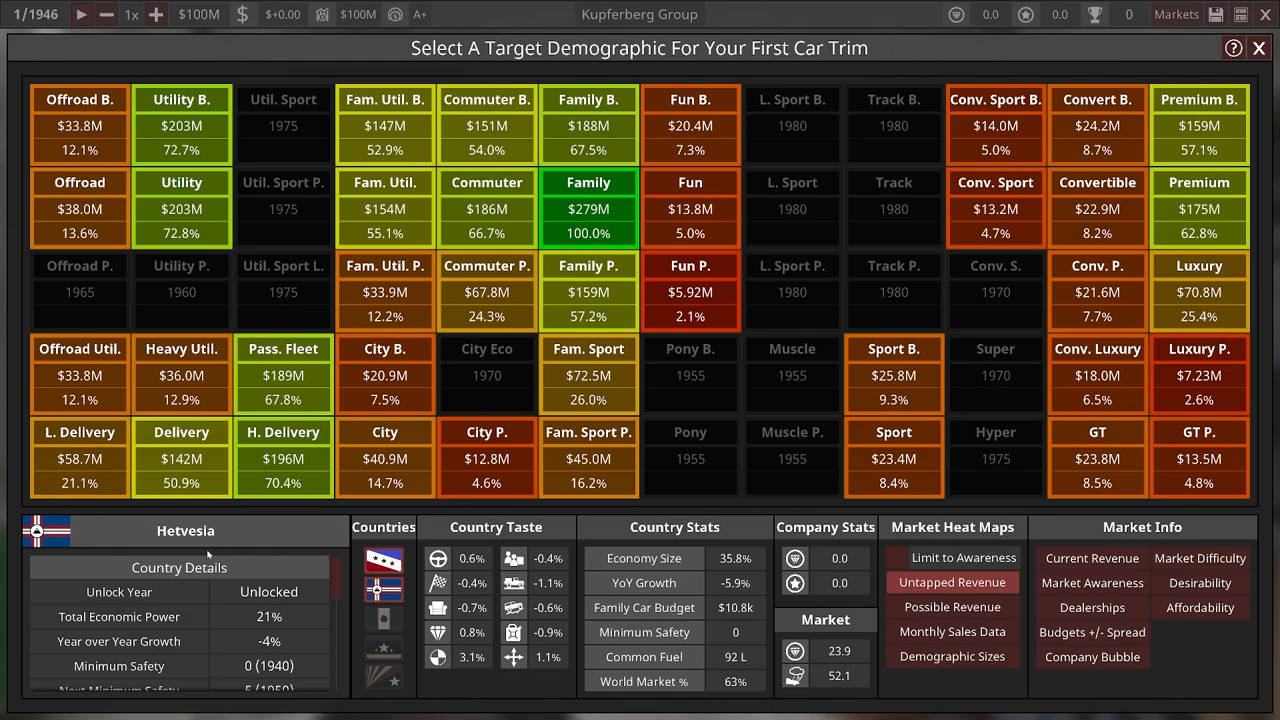 1/1946 1x $100M $ $+0.00 $100M A+ Kupferberg Group 0.0 0.0 0 Markets
Select A Target Demographic For Your First Car Trim
Offroad B. Utility B. Util. Sport Fam. Util. B. Commuter B. Family B. Fun B. L. Sport B. Track B. Conv. Sport B. Convert B. Premium B.
$33.8M $203M 1975 $147M $151M $188M $20.4M 1980 1980 $14.0M $24.2M $159M
12.1% 72.7% 52.9% 54.0% 67.5% 7.3% 5.0% 8.7% 57.1%
Offroad Utility Util. Sport P. Fam. Util. Commuter Family Fun L. Sport Track Conv. Sport Convertible Premium
$38.0M $203M 1975 $154M $186M $279M $13.8M 1980 1980 $13.2M $22.9M $175M
13.6% 72.8% 55.1% 66.7% 100.0% 5.0% 4.7% 8.2% 62.8%
Offroad P. Utility P. Util. Sport L. Fam. Util. P. Commuter P. Family P. Fun P. L. Sport P. Track P. Conv. S. Conv. P. Luxury
1965 1960 1975 $33.9M $67.8M $159M $5.92M 1980 1980 1970 $21.6M $70.8M
12.2% 24.3% 57.2% 2.1% 7.7% 25.4%
Offroad Util. Heavy Util. Pass. Fleet City B. City Eco Fam. Sport Pony B. Muscle Sport B. Super Conv. Luxury Luxury P.
$33.8M $36.0M $189M $20.9M 1970 $72.5M 1955 1955 $25.8M 1970 $18.0M $7.23M
12.1% 12.9% 67.8% 7.5% 26.0% 9.3% 6.5% 2.6%
L. Delivery Delivery H. Delivery City City P. Fam. Sport P. Pony Muscle P. Sport Hyper GT GT P.
$58.7M $142M $196M $40.9M $12.8M $45.0M 1955 1955 $23.4M 1975 $23.8M $13.5M
21.1% 50.9% 70.4% 14.7% 4.6% 16.2% 8.4% 8.5% 4.8%
Hetvesia
Country Details
Unlock Year Unlocked
Total Economic Power 21%
Year over Year Growth -4%
Minimum Safety 0 (1940)
Next Minimum Safety 5 (1950)
Countries
Country Taste
0.6% -0.4%
-0.4% -1.1%
-0.7% -0.6%
0.8% -0.9%
3.1% 1.1%
Country Stats
Economy Size 35.8%
YoY Growth -5.9%
Family Car Budget $10.8k
Minimum Safety 0
Common Fuel 92 L
World Market % 63%
Company Stats
0.0
0.0
Market
23.9
52.1
Market Heat Maps
Limit to Awareness
Untapped Revenue
Possible Revenue
Monthly Sales Data
Demographic Sizes
Market Info
Current Revenue Market Difficulty
Market Awareness Desirability
Dealerships Affordability
Budgets +/- Spread
Company Bubble